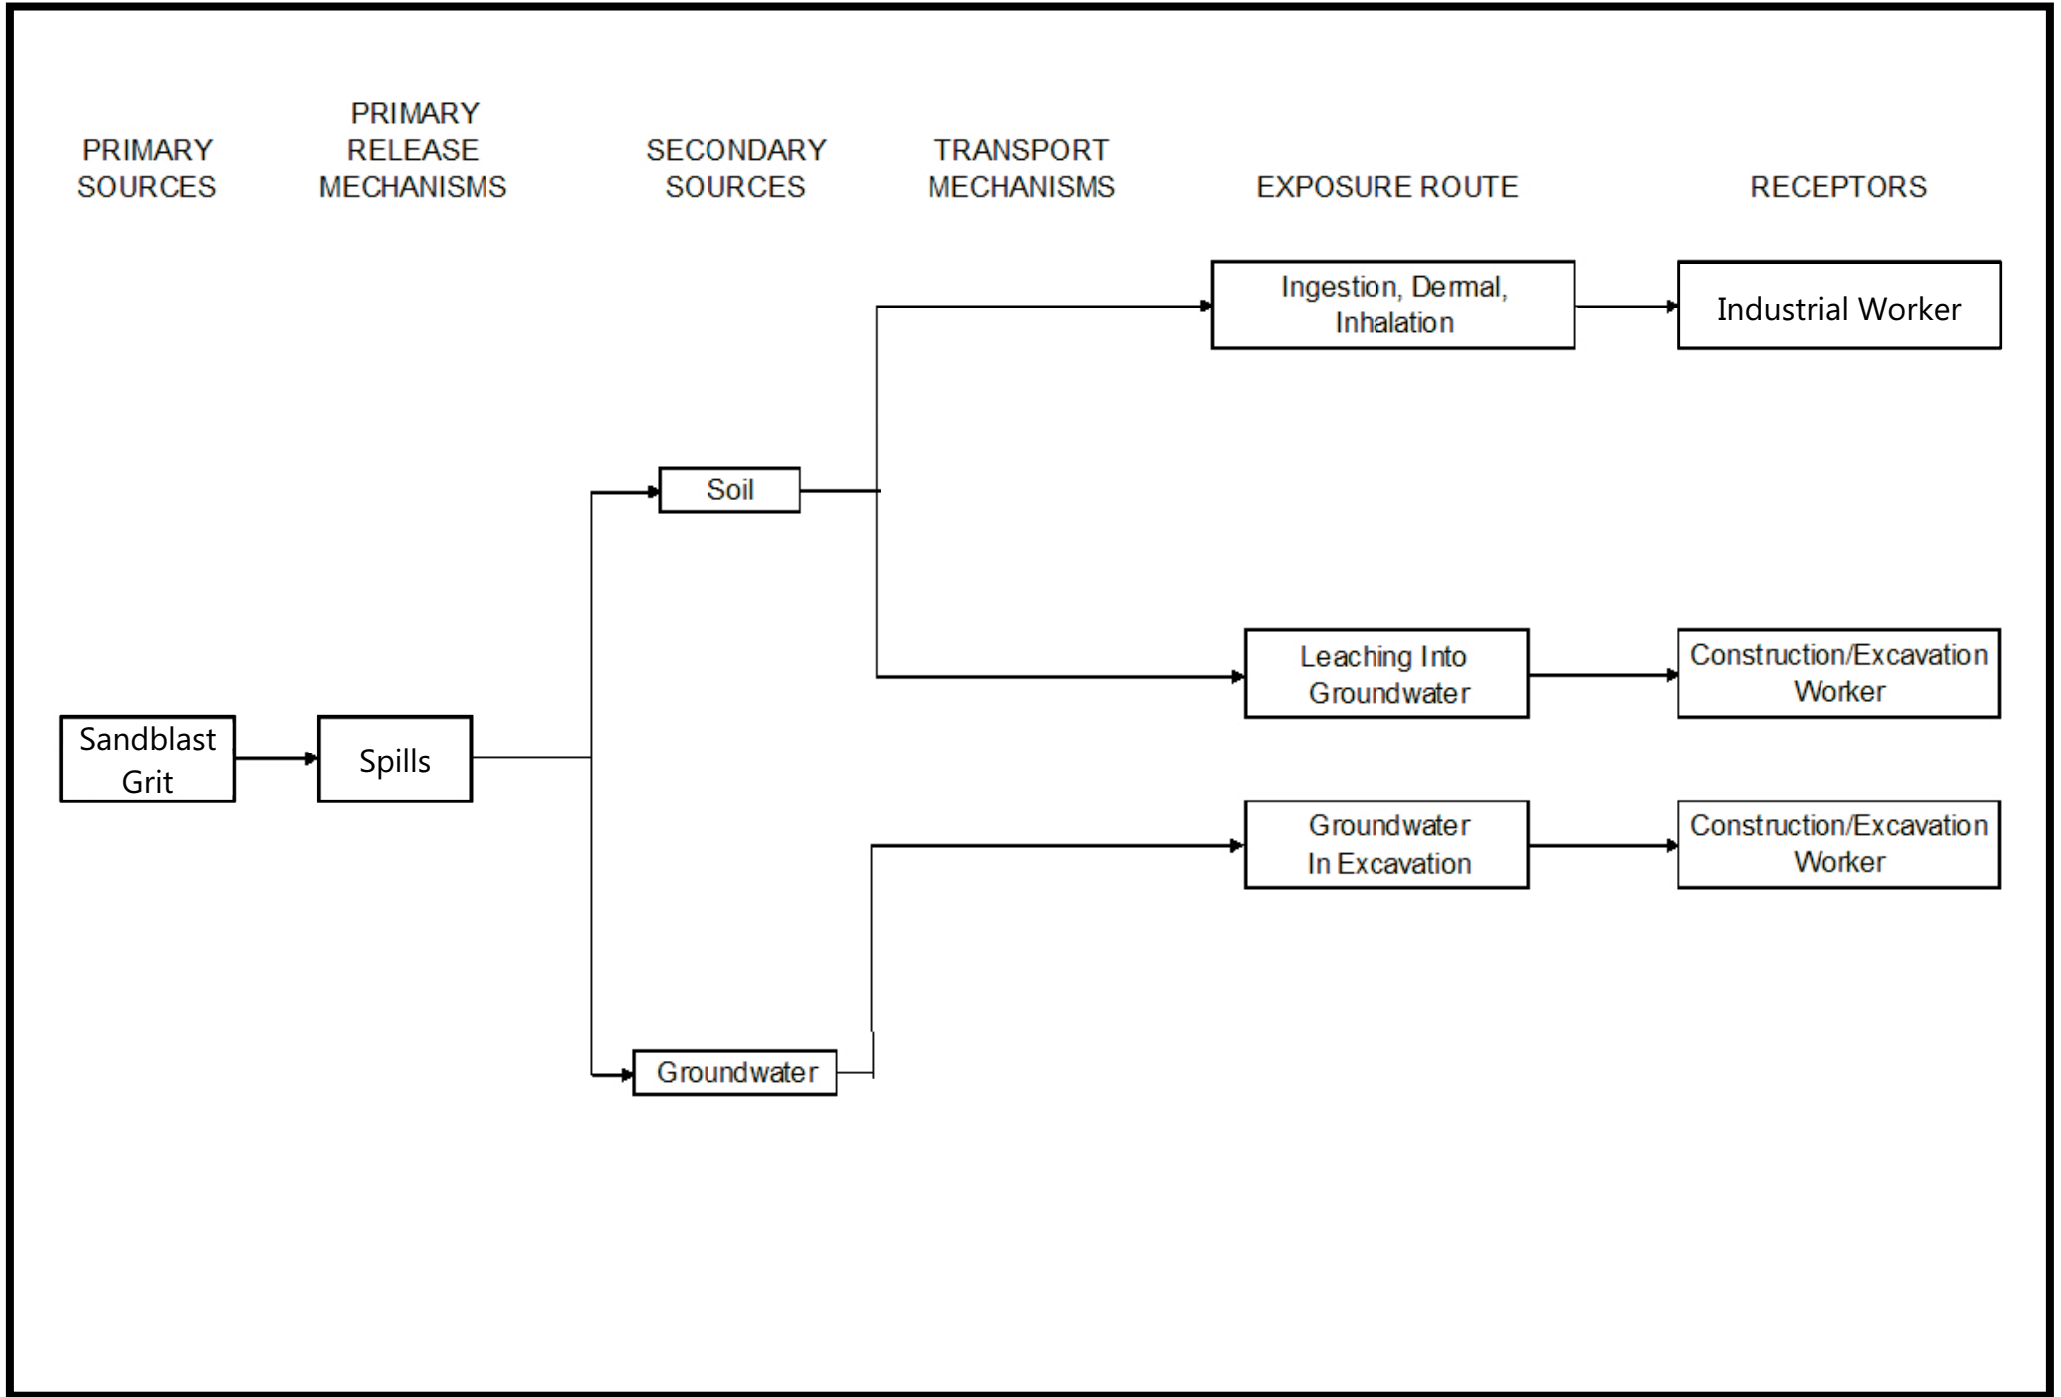 PRIMARY
SOURCES
PRIMARY
RELEASE
MECHANISMS
SECONDARY
SOURCES
TRANSPORT
MECHANISMS
EXPOSURE ROUTE
RECEPTORS
Ingestion, Dermal,
Inhalation
Industrial Worker
Soil
Leaching Into
Groundwater
Construction/Excavation
Worker
Sandblast
Grit
Spills
Groundwater
In Excavation
Construction/Excavation
Worker
Groundwater